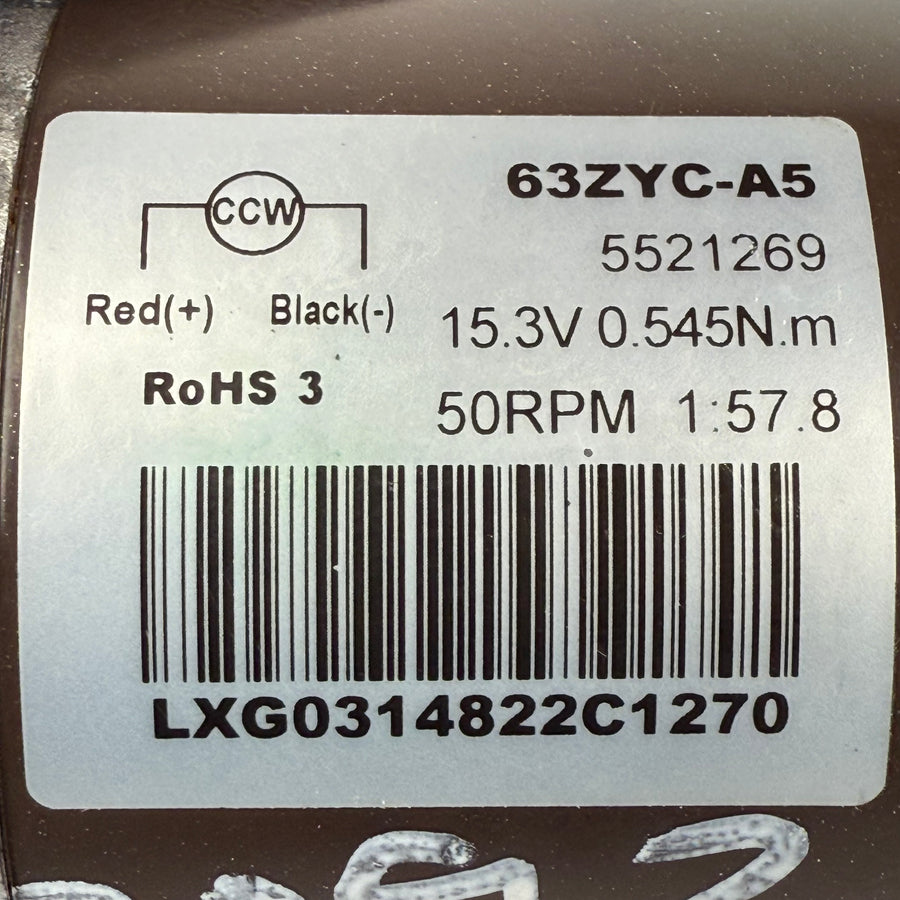 CCW
Red(+) Black(-)
RoHS 3
63ZYC-A5
5521269
15.3V 0.545N.m
50RPM 1:57.8
LXG0314822C1270